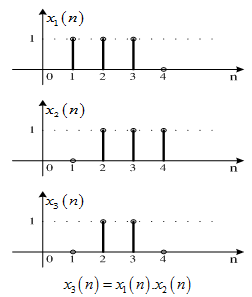 x₁(n)
1
0 1 2 3 4 n
x₂(n)
1
0 1 2 3 4 n
x₃(n)
1
0 1 2 3 4 n
x₃(n) = x₁(n).x₂(n)